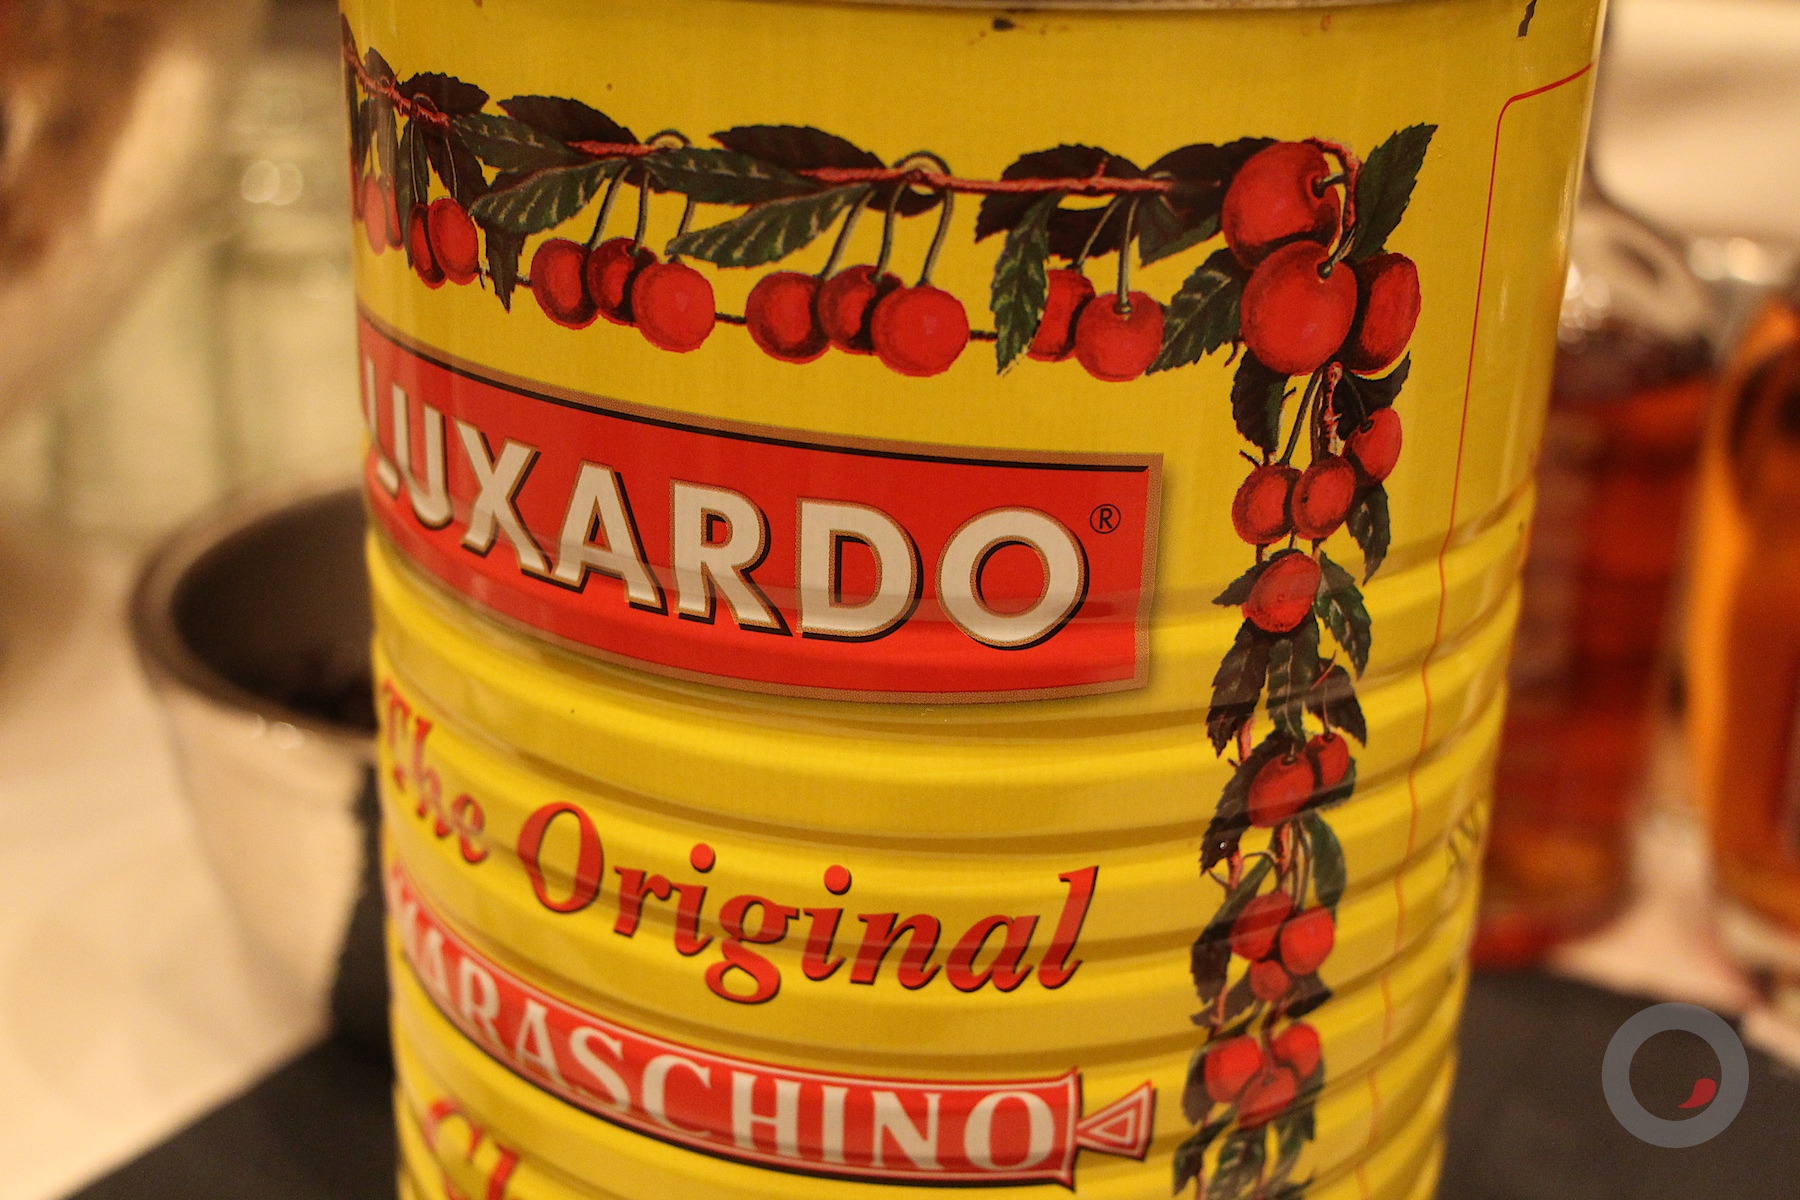 LUXARDO®
The Original
MARASCHINO